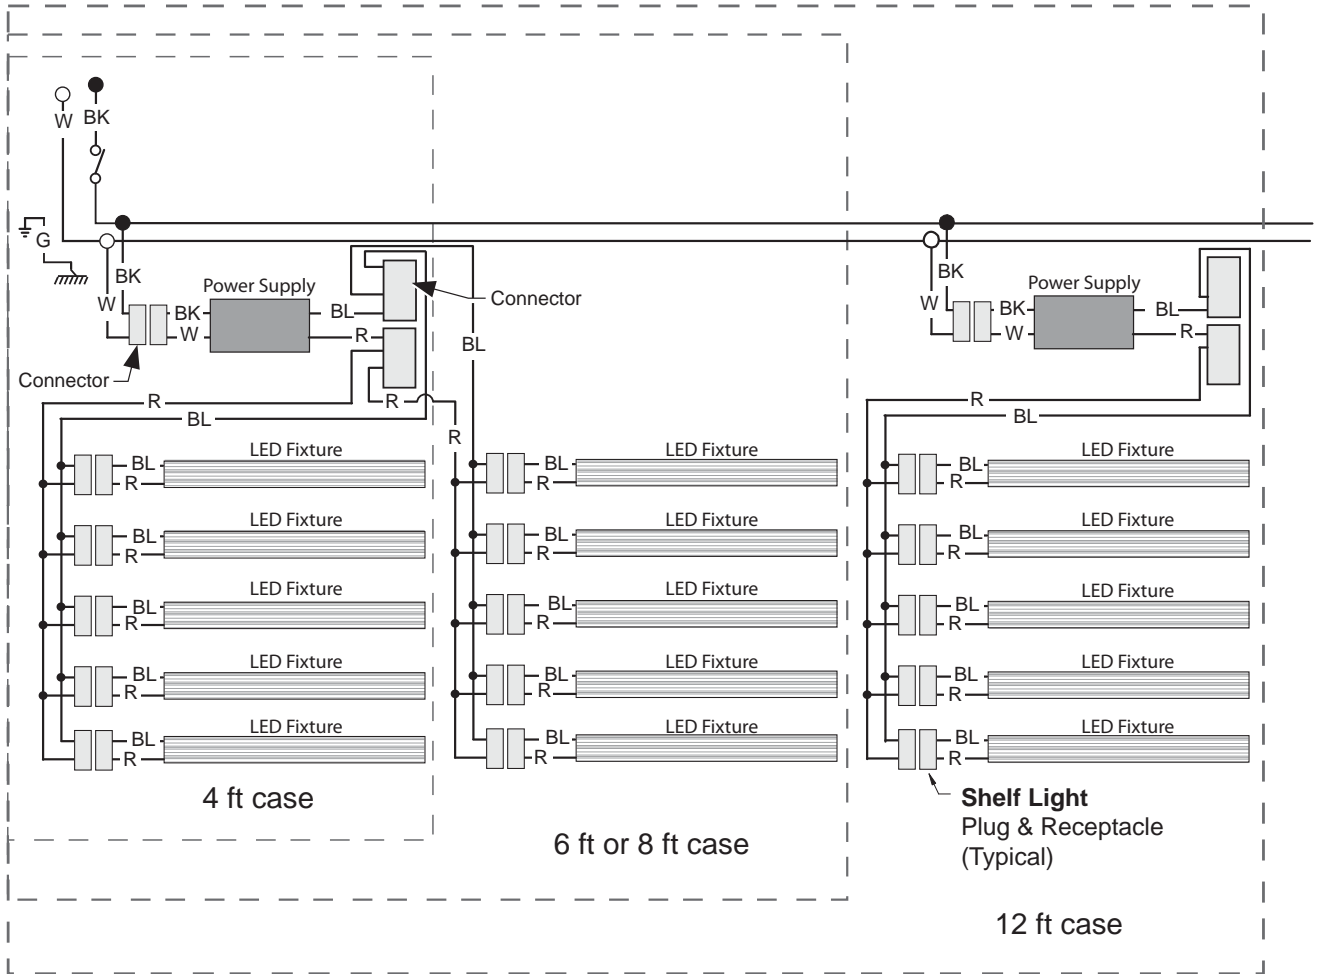 W
BK
G
BK
W
BK
W
Power Supply
BL
R
Connector
Connector
BL
R
R
BL
R
BK
W
BK
W
Power Supply
BL
R
R
BL
LED Fixture
BL
R
LED Fixture
BL
R
LED Fixture
BL
R
LED Fixture
BL
R
LED Fixture
BL
R
4 ft case
LED Fixture
BL
R
LED Fixture
BL
R
LED Fixture
BL
R
LED Fixture
BL
R
LED Fixture
BL
R
6 ft or 8 ft case
LED Fixture
BL
R
LED Fixture
BL
R
LED Fixture
BL
R
LED Fixture
BL
R
LED Fixture
BL
R
Shelf Light
Plug & Receptacle
(Typical)
12 ft case